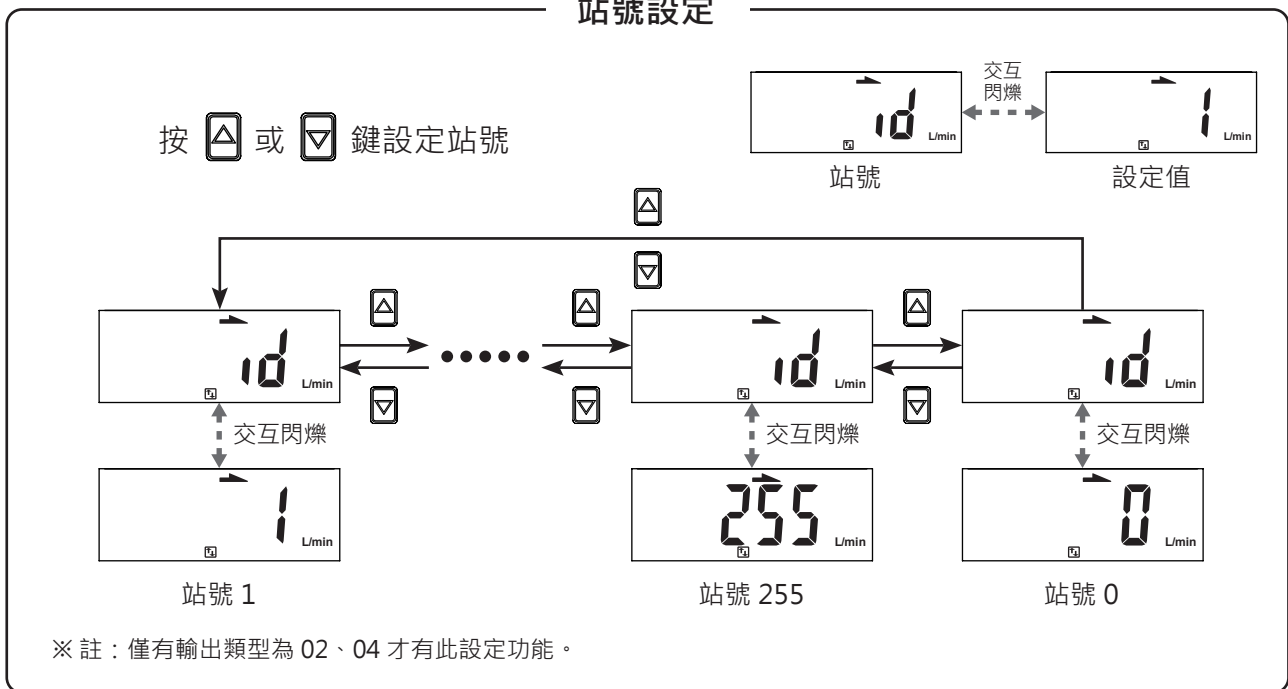 站號設定
交互
閃爍
id L/min
1 L/min
按 或 鍵設定站號
站號
設定值
id L/min
id L/min
id L/min
交互閃爍
交互閃爍
交互閃爍
1 L/min
255 L/min
0 L/min
站號 1
站號 255
站號 0
※ 註：僅有輸出類型為 02、04 才有此設定功能。